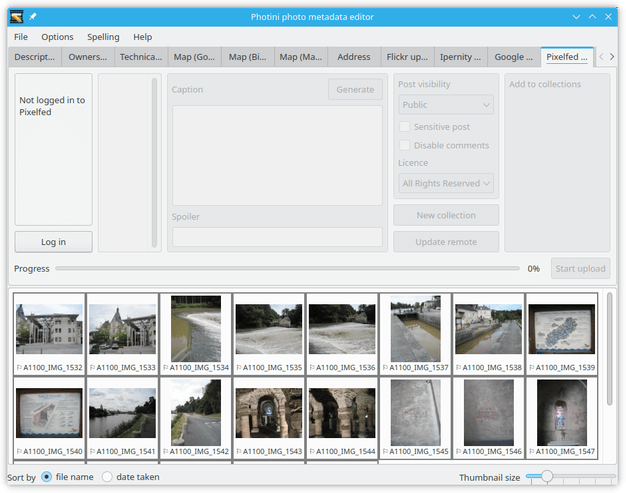 Photini photo metadata editor
File Options Spelling Help
Descript... Owners... Technica... Map (Go... Map (Bi... Map (Ma... Address Flickr up... Ipernity ... Google ... Pixelfed ...
Not logged in to
Pixelfed
Log in
Caption
Generate
Spoiler
Post visibility
Public
Sensitive post
Disable comments
Licence
All Rights Reserved
New collection
Update remote
Add to collections
Progress 0% Start upload
A1100_IMG_1532 A1100_IMG_1533 A1100_IMG_1534 A1100_IMG_1535 A1100_IMG_1536 A1100_IMG_1537 A1100_IMG_1538 A1100_IMG_1539
A1100_IMG_1540 A1100_IMG_1541 A1100_IMG_1542 A1100_IMG_1543 A1100_IMG_1544 A1100_IMG_1545 A1100_IMG_1546 A1100_IMG_1547
Sort by file name date taken Thumbnail size